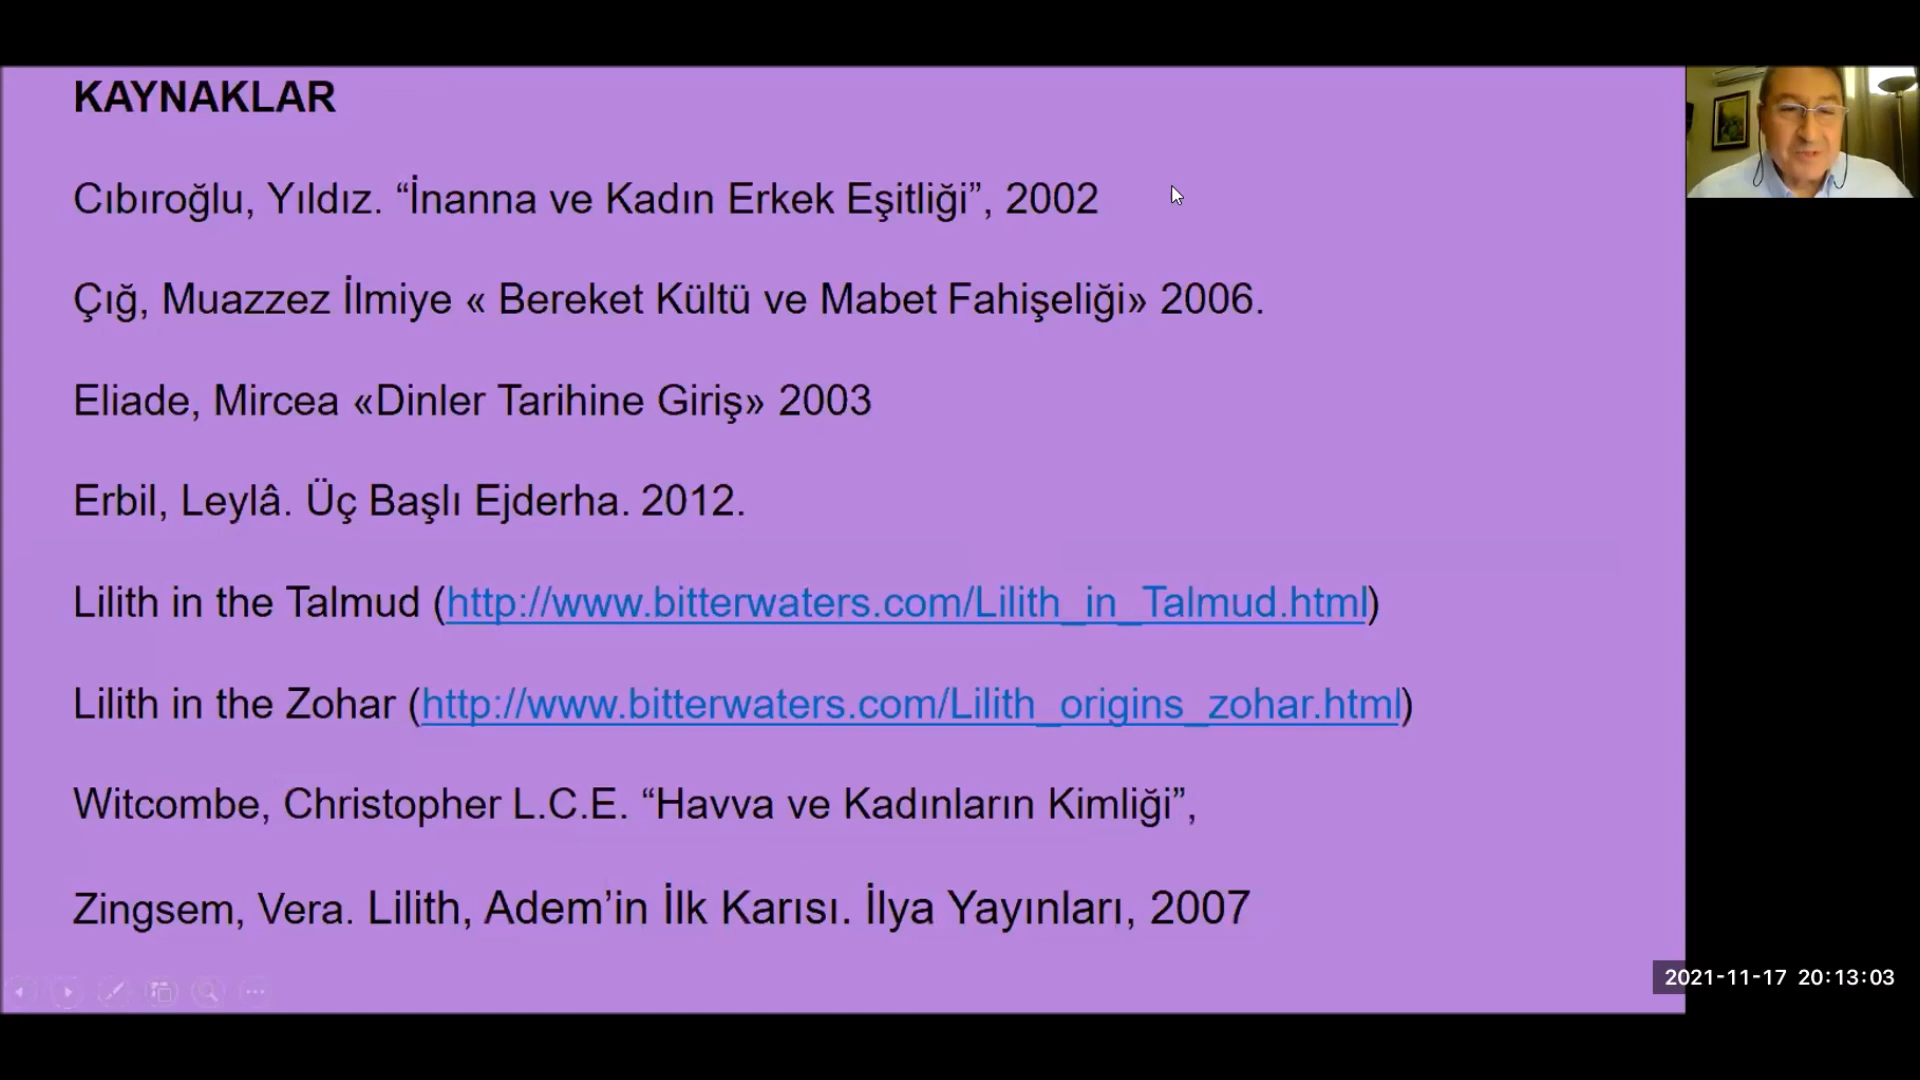 KAYNAKLAR
Cıbıroğlu, Yıldız. “İnanna ve Kadın Erkek Eşitliği”, 2002
Çığ, Muazzez İlmiye « Bereket Kültü ve Mabet Fahişeliği» 2006.
Eliade, Mircea «Dinler Tarihine Giriş» 2003
Erbil, Leylâ. Üç Başlı Ejderha. 2012.
Lilith in the Talmud (http://www.bitterwaters.com/Lilith_in_Talmud.html)
Lilith in the Zohar (http://www.bitterwaters.com/Lilith_origins_zohar.html)
Witcombe, Christopher L.C.E. “Havva ve Kadınların Kimliği”,
Zingsem, Vera. Lilith, Adem’in İlk Karısı. İlya Yayınları, 2007
2021-11-17 20:13:03